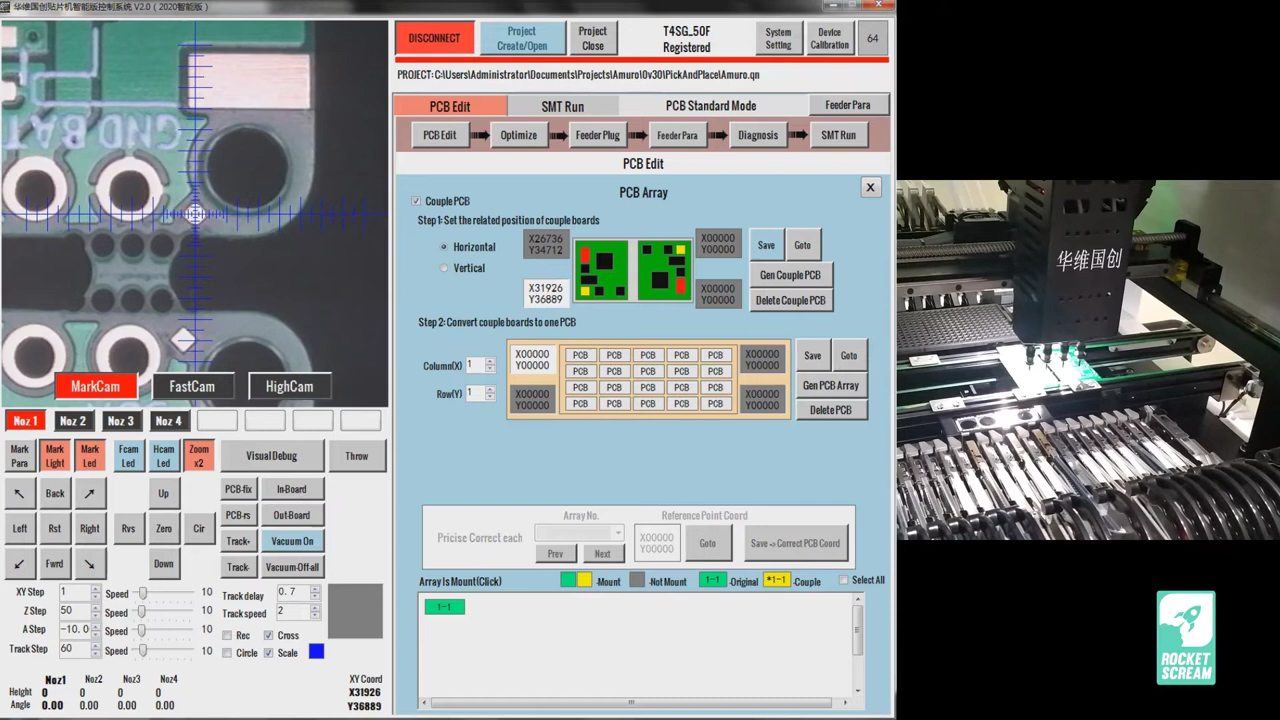 华维国创贴片机智能版控制系统 V2.0（2020智能版）
GND BAT
MarkCam
FastCam
HighCam
Noz 1
Noz 2
Noz 3
Noz 4
Mark Para
Mark Light
Mark Led
Fcam Led
Hcam Led
Zoom x2
Visual Debug
Throw
Back
Up
PCB-fix
In-Board
Left
Rst
Right
Rvs
Zero
Cir
PCB-rs
Out-Board
Track+
Vacuum On
Fwrd
Down
Track-
Vacuum-Off-all
XY Step 1 Speed 10
Z Step 50 Speed 10
A Step -10.0 Speed 10
Track Step 60 Speed 10
Track delay 0.7
Track speed 2
Rec
Cross
Circle
Scale
Noz1 Noz2 Noz3 Noz4
Height 0 0 0 0
Angle 0.00 0.00 0.00 0.00
XY Coord
X31926
Y36889
DISCONNECT
Project Create/Open
Project Close
T4SG_50F
Registered
System Setting
Device Calibration
64
PROJECT: C:\Users\Administrator\Documents\Projects\Amuro\0v30\PickAndPlace\Amuro.qn
PCB Edit
SMT Run
PCB Standard Mode
Feeder Para
PCB Edit
Optimize
Feeder Plug
Feeder Para
Diagnosis
SMT Run
PCB Edit
PCB Array
X
Couple PCB
Step 1: Set the related position of couple boards
Horizontal
Vertical
X26736
Y34712
X31926
Y36889
X00000
Y00000
X00000
Y00000
Save
Goto
Gen Couple PCB
Delete Couple PCB
Step 2: Convert couple boards to one PCB
Column(X) 1
Row(Y) 1
X00000
Y00000
X00000
Y00000
PCB PCB PCB PCB PCB
PCB PCB PCB PCB PCB
PCB PCB PCB PCB PCB
PCB PCB PCB PCB PCB
X00000
Y00000
X00000
Y00000
Save
Goto
Gen PCB Array
Delete PCB
Array No.
Reference Point Coord
Pricise Correct each
Prev
Next
X00000
Y00000
Goto
Save -> Correct PCB Coord
Array Is Mount(Click)
-Mount
-Not Mount
1-1 -Original
*1-1 -Couple
Select All
1-1
华维国创
ROCKET
SCREAM